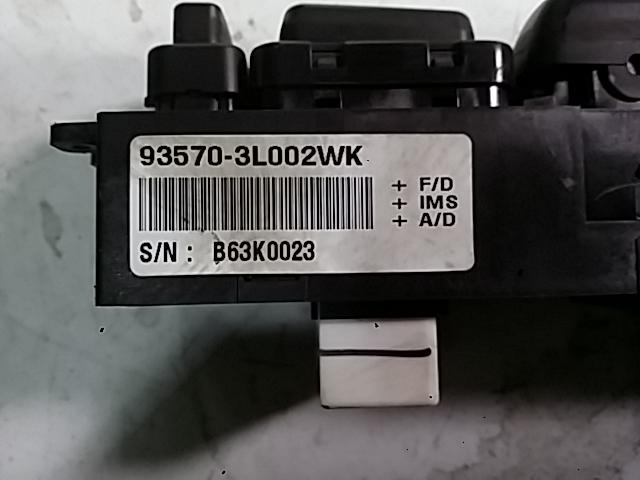 93570-3L002WK
+ F/D
+ IMS
+ A/D
S/N : B63K0023